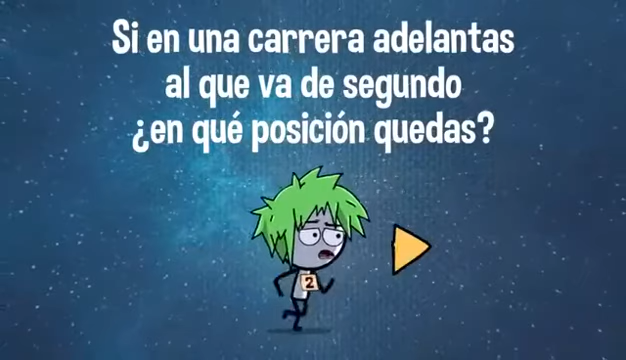 Si en una carrera adelantas
al que va de segundo
¿en qué posición quedas?
2